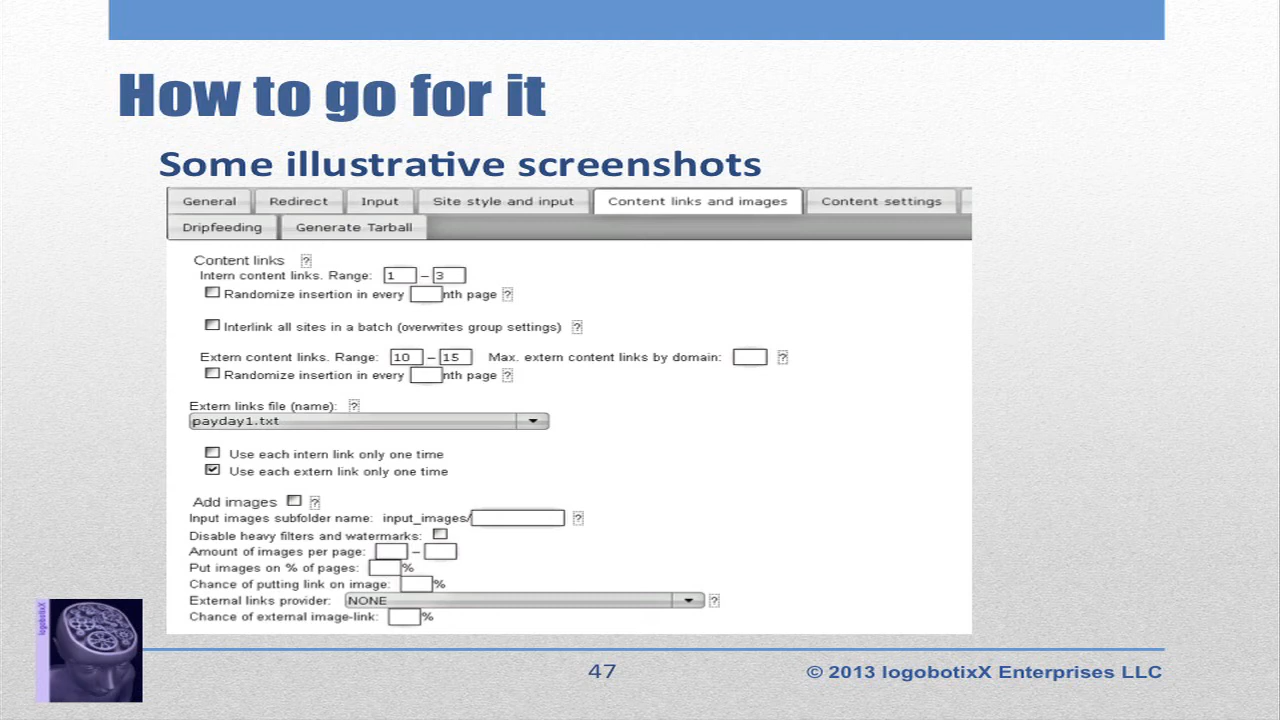 How to go for it
Some illustrative screenshots
General Redirect Input Site style and input Content links and images Content settings
Dripfeeding Generate Tarball
Content links ?
Intern content links. Range: 1 – 3
Randomize insertion in every nth page ?
Interlink all sites in a batch (overwrites group settings) ?
Extern content links. Range: 10 – 15 Max. extern content links by domain: ?
Randomize insertion in every nth page ?
Extern links file (name): ?
payday1.txt
Use each intern link only one time
Use each extern link only one time
Add images ?
Input images subfolder name: input_images/ ?
Disable heavy filters and watermarks:
Amount of images per page: –
Put images on % of pages: %
Chance of putting link on image: %
External links provider: NONE ?
Chance of external image-link: %
logobotixX
47
© 2013 logobotixX Enterprises LLC